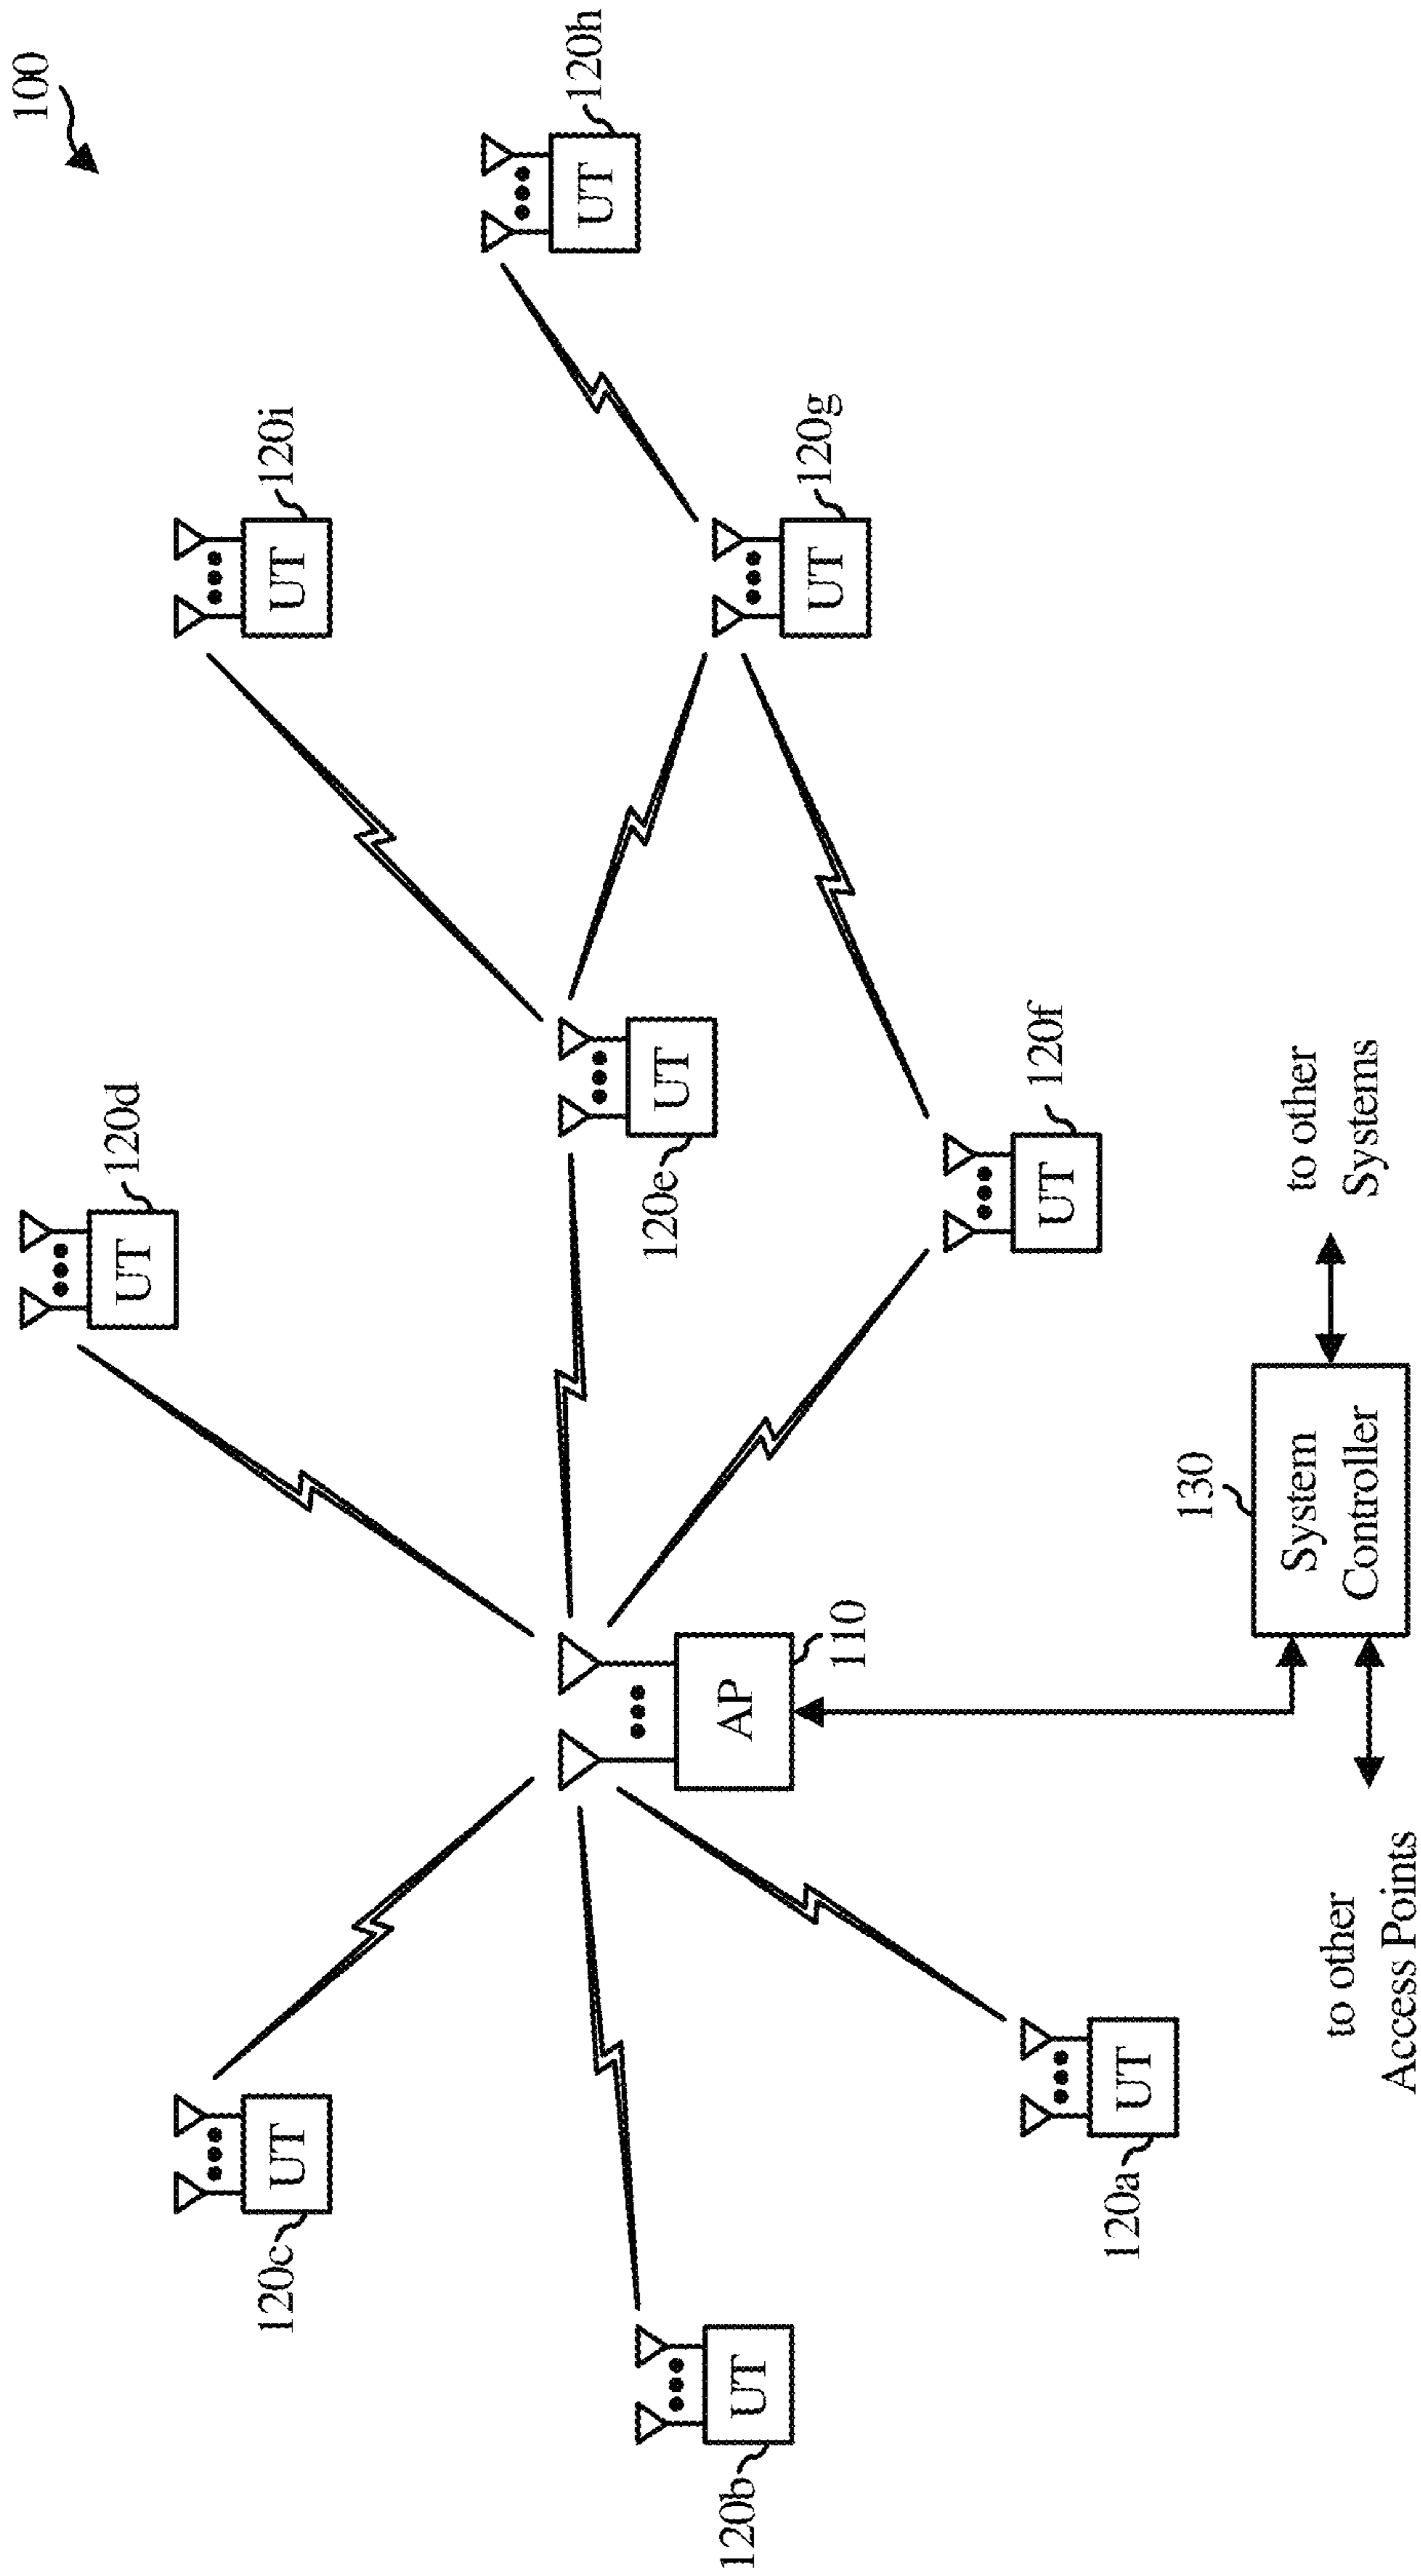 100
UT
120d
UT
120i
UT
120c
UT
120h
UT
120e
UT
120b
AP
110
UT
120g
UT
120f
UT
120a
130
System
Controller
to other
Systems
to other
Access Points